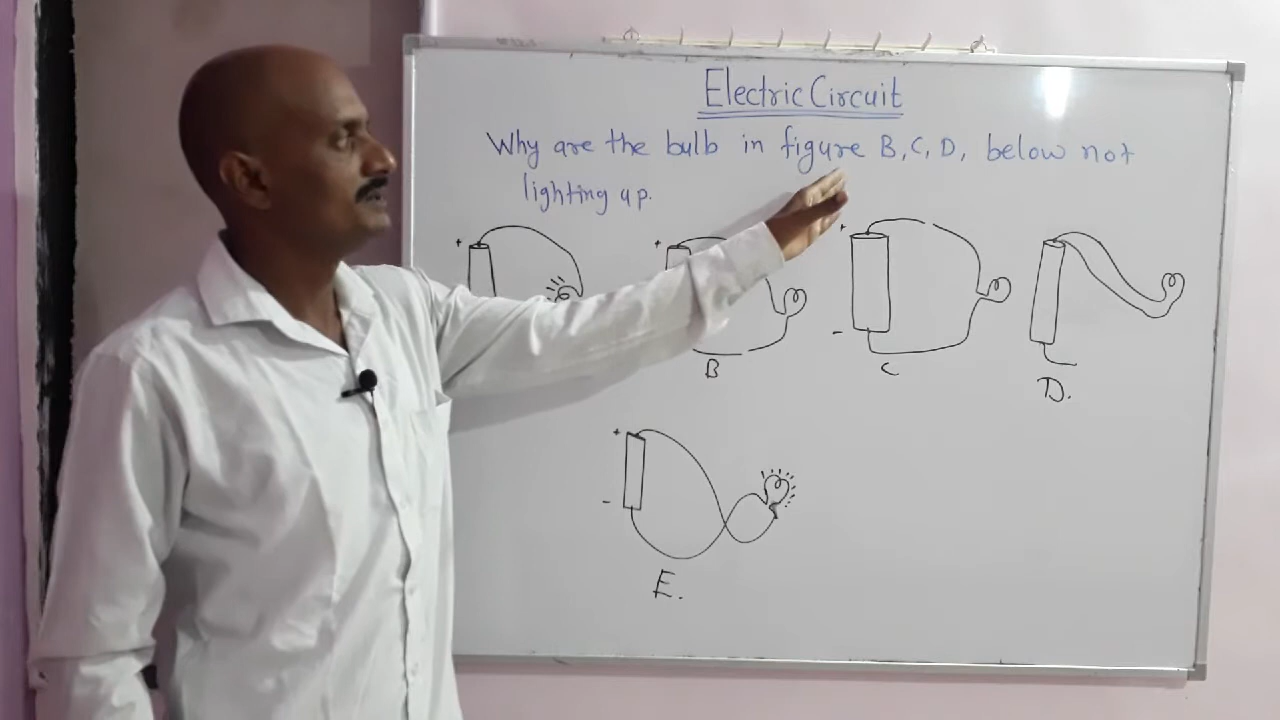 Electric Circuit
Why are the bulb in figure B, C, D, below not
lighting up.
+ + + 
- 
B C D.
+
-
E.